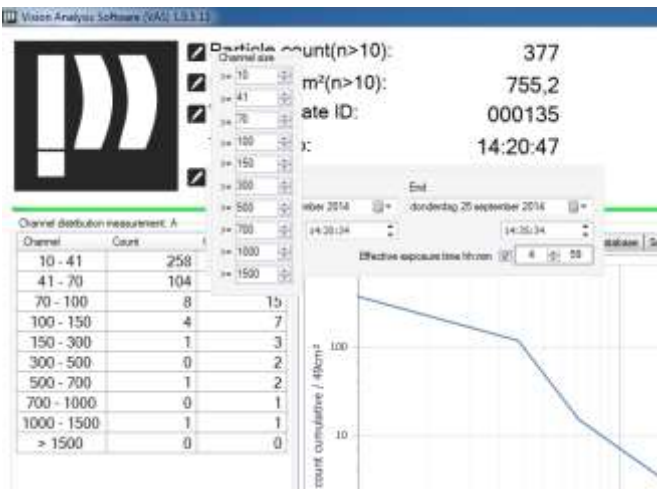 Vision Analysis Software (VAS) 1.0.5.13
Particle count(n>10): 377
m²(n>10): 755,2
ate ID: 000135
14:20:47
Channel size
>= 10
>= 41
>= 70
>= 100
>= 150
>= 300
>= 500
>= 700
>= 1000
>= 1500
End
mber 2014 donderdag 25 september 2014
14:20:34 14:35:34
Effective exposure time hh:mm 4 59
atabase
Channel distribution measurement: A
Channel Count
10 - 41 258
41 - 70 104
70 - 100 8 15
100 - 150 4 7
150 - 300 1 3
300 - 500 0 2
500 - 700 1 2
700 - 1000 0 1
1000 - 1500 1 1
> 1500 0 0
100
10
count cumulative / 49cm²